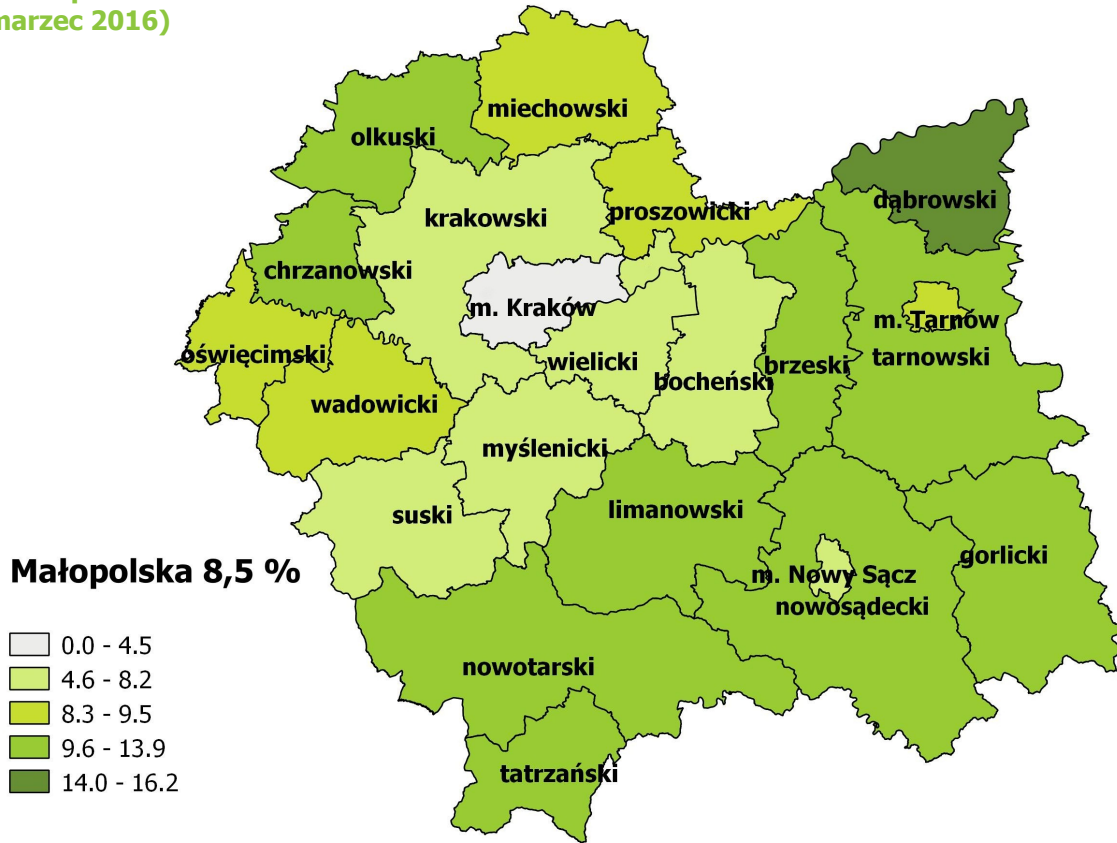 marzec 2016)
miechowski
olkuski
dąbrowski
krakowski
proszowicki
chrzanowski
m. Kraków
m. Tarnów
oświęcimski
wielicki
brzeski
tarnowski
bocheński
wadowicki
myślenicki
suski
limanowski
gorlicki
Małopolska 8,5 %
m. Nowy Sącz
nowosądecki
0.0 - 4.5
4.6 - 8.2
nowotarski
8.3 - 9.5
9.6 - 13.9
tatrzański
14.0 - 16.2